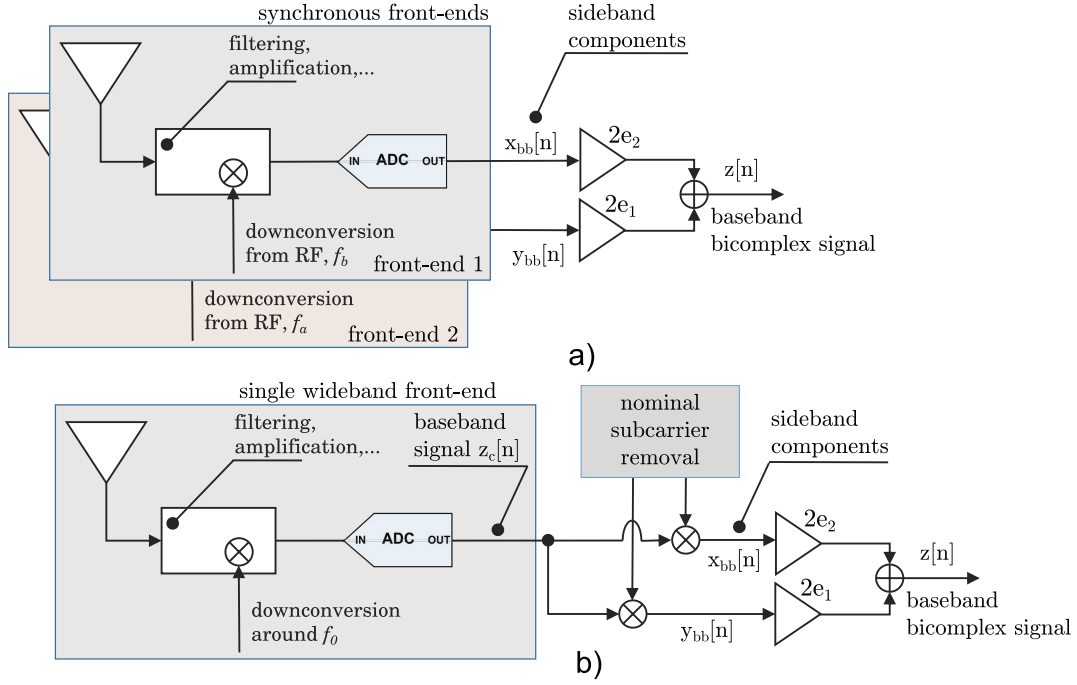 synchronous front-ends
sideband
components
filtering,
amplification,...
x_bb[n]
2e_2
IN ADC OUT
z[n]
2e_1
baseband
bicomplex signal
downconversion
from RF, f_b
y_bb[n]
front-end 1
downconversion
from RF, f_a
front-end 2
a)
single wideband front-end
nominal
subcarrier
removal
filtering,
amplification,...
baseband
signal z_c[n]
sideband
components
2e_2
IN ADC OUT
x_bb[n]
z[n]
2e_1
baseband
bicomplex signal
downconversion
around f_0
y_bb[n]
b)